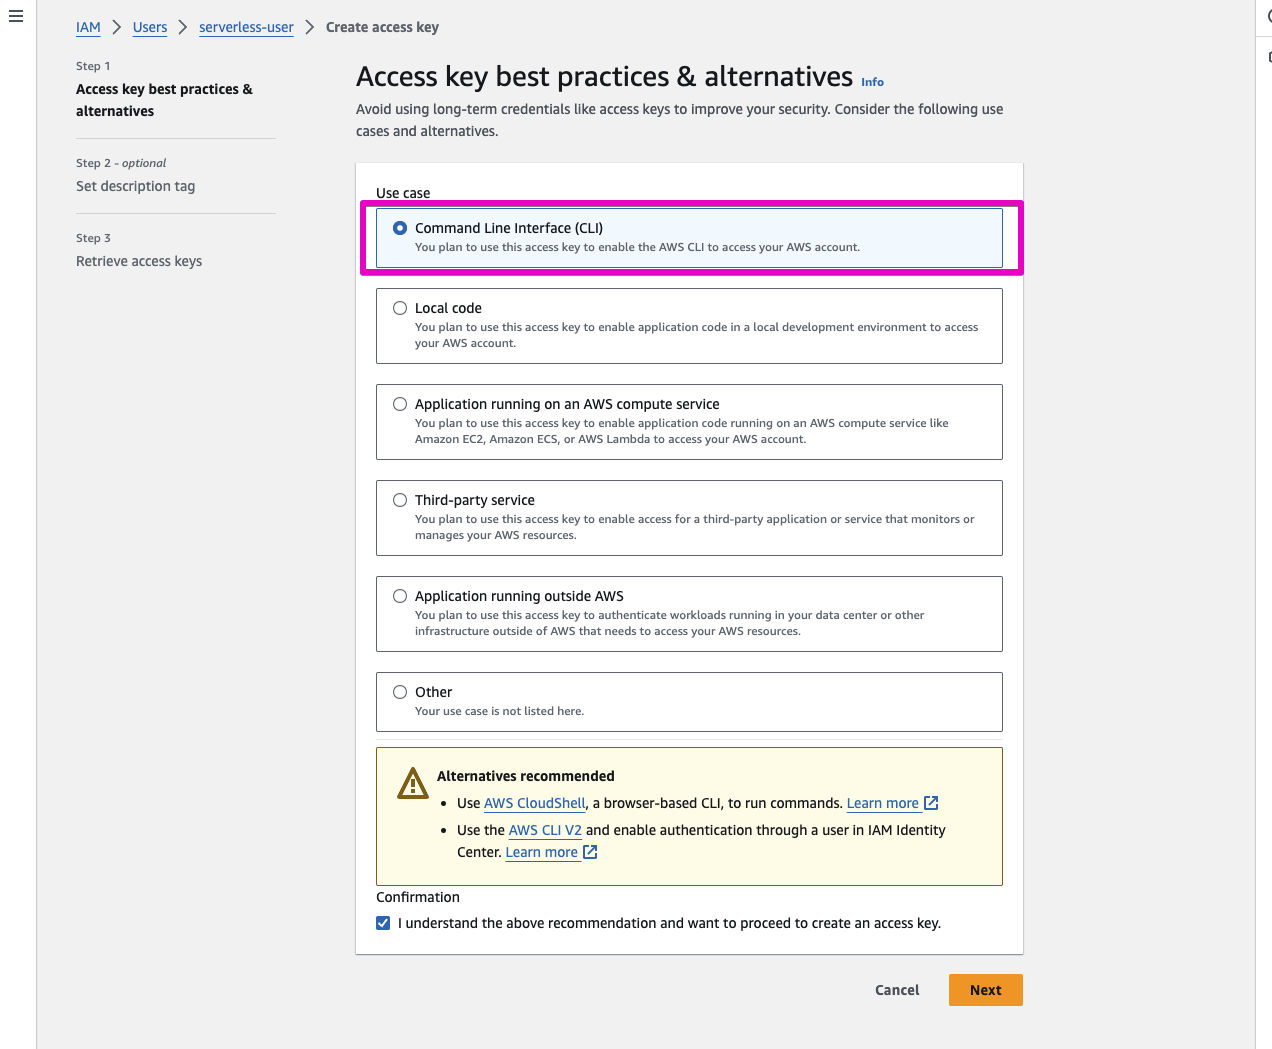 IAM > Users > serverless-user > Create access key
Step 1
Access key best practices &
alternatives
Step 2 - optional
Set description tag
Step 3
Retrieve access keys
Access key best practices & alternatives Info
Avoid using long-term credentials like access keys to improve your security. Consider the following use
cases and alternatives.
Use case
Command Line Interface (CLI)
You plan to use this access key to enable the AWS CLI to access your AWS account.
Local code
You plan to use this access key to enable application code in a local development environment to access
your AWS account.
Application running on an AWS compute service
You plan to use this access key to enable application code running on an AWS compute service like
Amazon EC2, Amazon ECS, or AWS Lambda to access your AWS account.
Third-party service
You plan to use this access key to enable access for a third-party application or service that monitors or
manages your AWS resources.
Application running outside AWS
You plan to use this access key to authenticate workloads running in your data center or other
infrastructure outside of AWS that needs to access your AWS resources.
Other
Your use case is not listed here.
Alternatives recommended
• Use AWS CloudShell, a browser-based CLI, to run commands. Learn more
• Use the AWS CLI V2 and enable authentication through a user in IAM Identity
Center. Learn more
Confirmation
I understand the above recommendation and want to proceed to create an access key.
Cancel Next